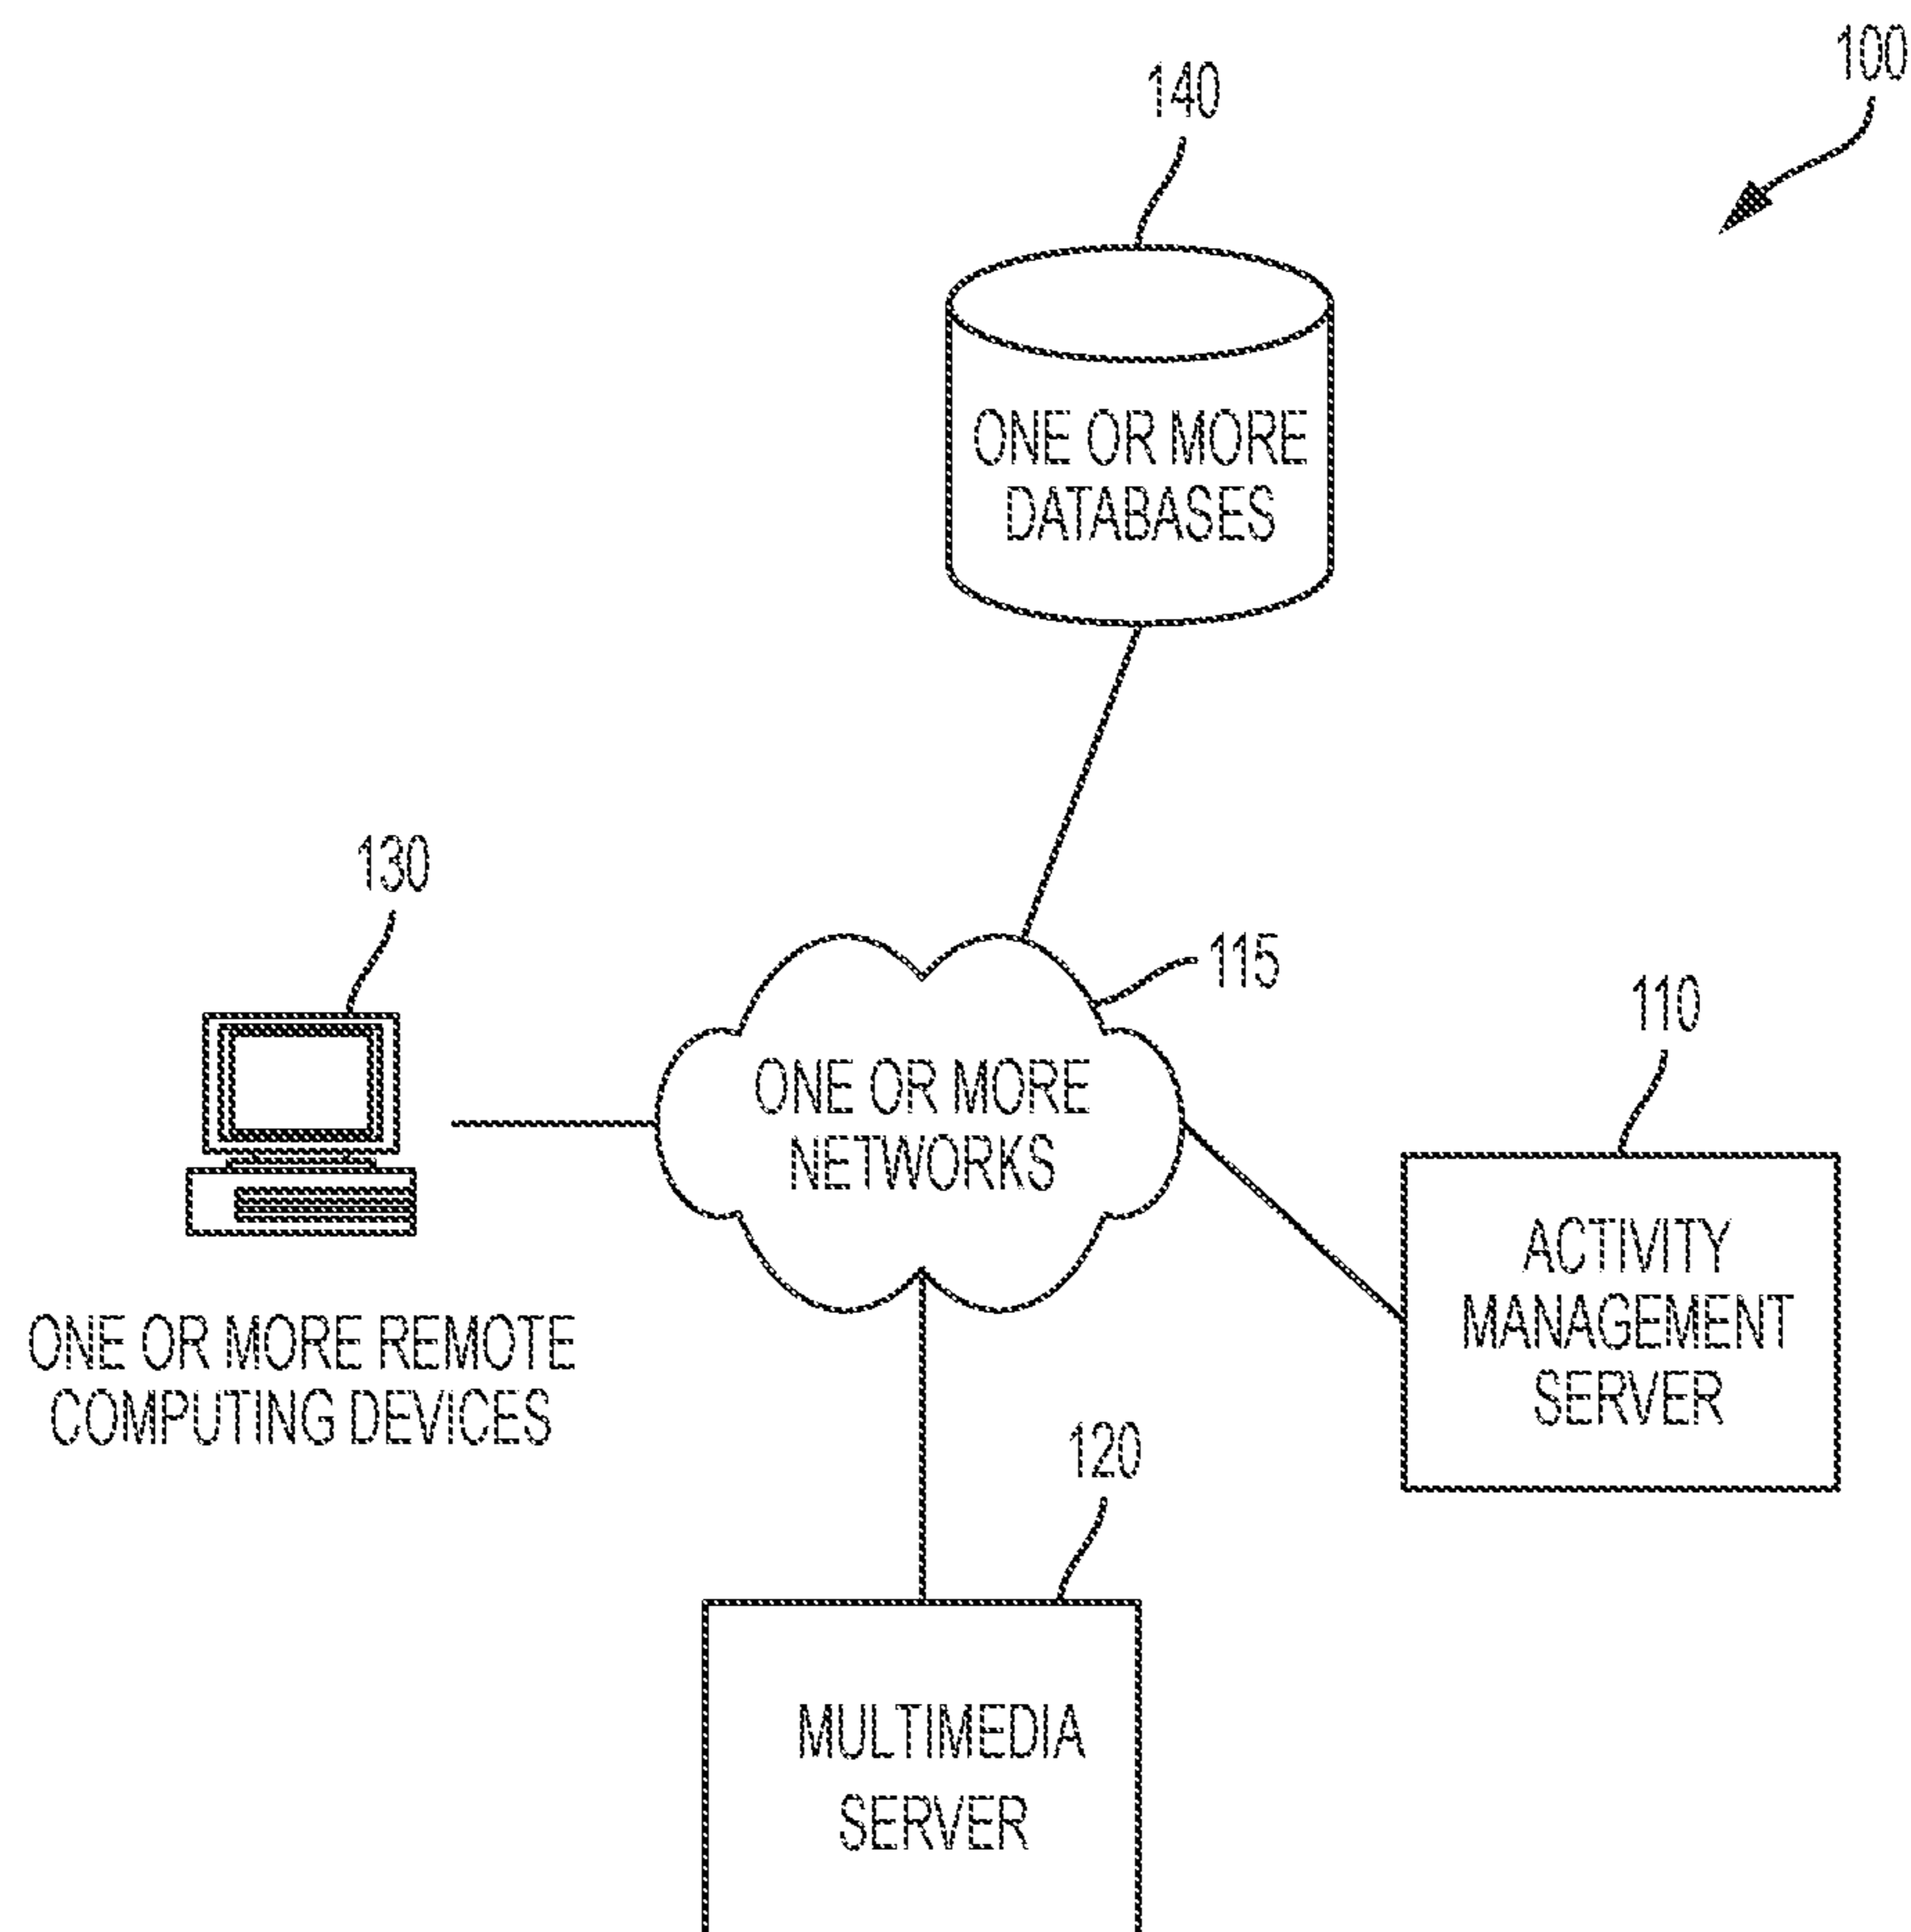 100
140
ONE OR MORE
DATABASES
130
115
ONE OR MORE
NETWORKS
110
ACTIVITY
MANAGEMENT
SERVER
ONE OR MORE REMOTE
COMPUTING DEVICES
120
MULTIMEDIA
SERVER